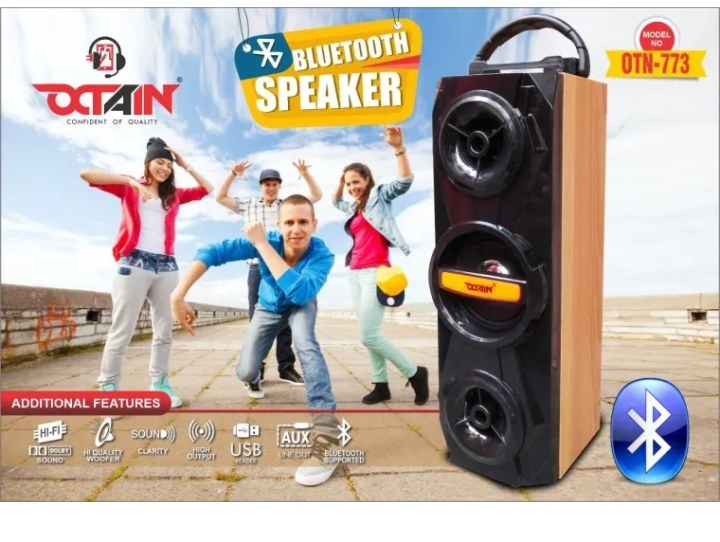 OCTAIN
CONFIDENT OF QUALITY
BLUETOOTH
SPEAKER
MODEL
NO
OTN-773
OCTAIN
ADDITIONAL FEATURES
HI-FI
DOLBY
SOUND
HI QUALITY
WOOFER
SOUND
CLARITY
HIGH
OUTPUT
USB
READER
AUX
LINE OUT
BLUETOOTH
SUPPORTED